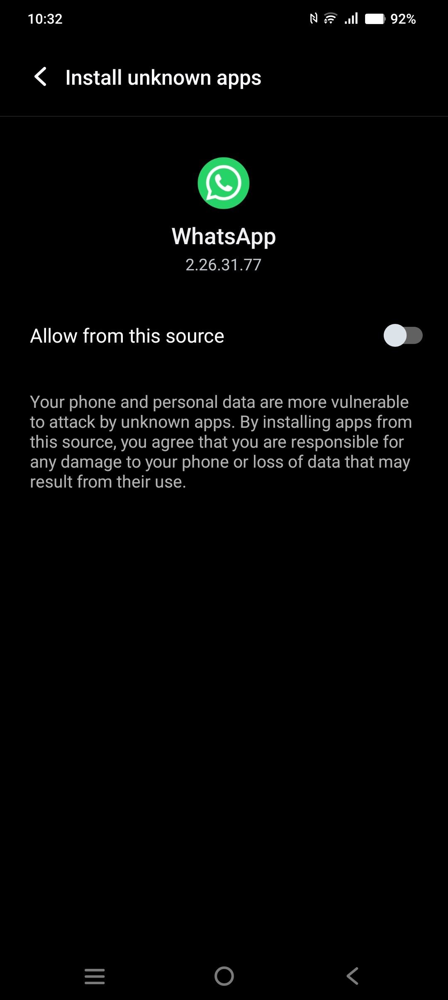 10:32
92%
Install unknown apps
WhatsApp
2.26.31.77
Allow from this source
Your phone and personal data are more vulnerable
to attack by unknown apps. By installing apps from
this source, you agree that you are responsible for
any damage to your phone or loss of data that may
result from their use.